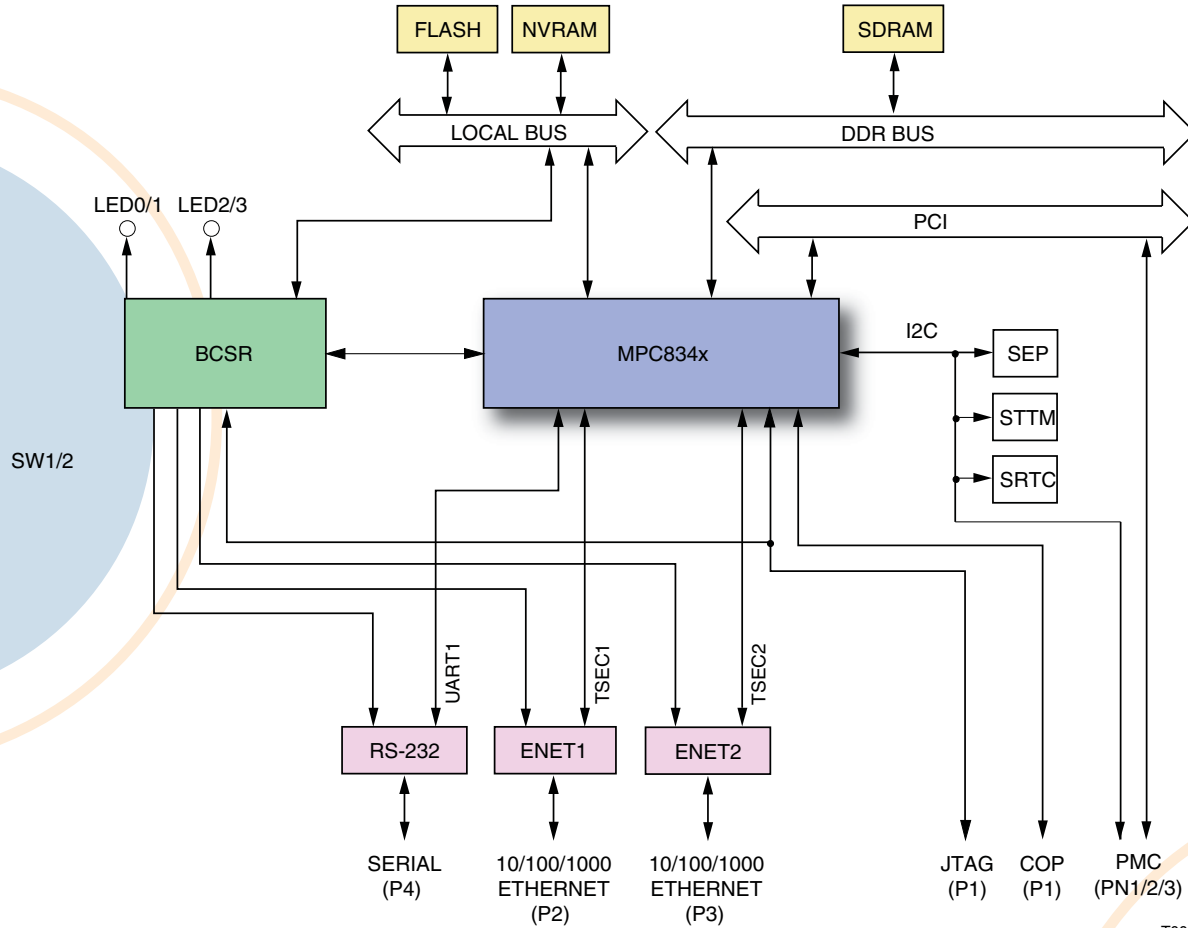 FLASH
NVRAM
SDRAM
LOCAL BUS
DDR BUS
LED0/1
LED2/3
PCI
BCSR
MPC834x
I2C
SEP
STTM
SRTC
SW1/2
UART1
TSEC1
TSEC2
RS-232
ENET1
ENET2
SERIAL
(P4)
10/100/1000
ETHERNET
(P2)
10/100/1000
ETHERNET
(P3)
JTAG
(P1)
COP
(P1)
PMC
(PN1/2/3)